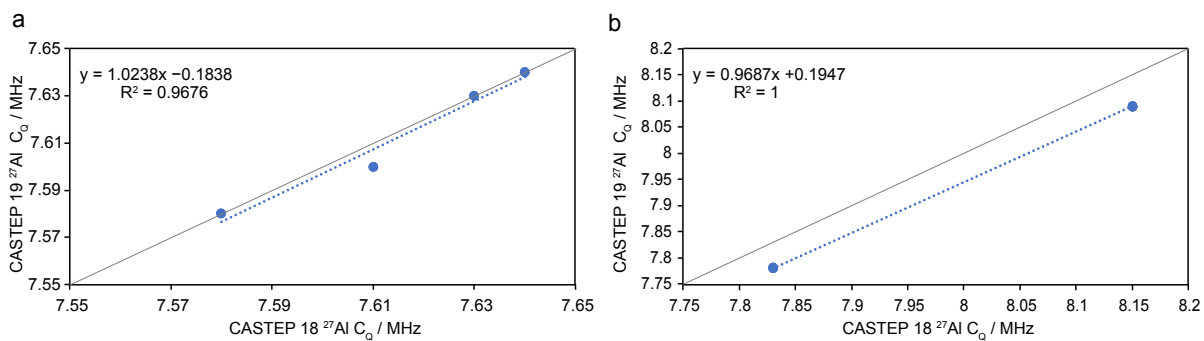 a
y = 1.0238x −0.1838
R² = 0.9676
7.65
7.63
7.61
7.59
7.57
7.55
CASTEP 19 ²⁷Al C_Q / MHz
7.55 7.57 7.59 7.61 7.63 7.65
CASTEP 18 ²⁷Al C_Q / MHz
b
y = 0.9687x +0.1947
R² = 1
8.2
8.15
8.1
8.05
8
7.95
7.9
7.85
7.8
7.75
CASTEP 19 ²⁷Al C_Q / MHz
7.75 7.8 7.85 7.9 7.95 8 8.05 8.1 8.15 8.2
CASTEP 18 ²⁷Al C_Q / MHz